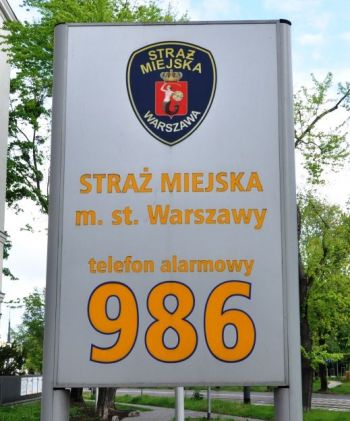 STRAŻ
MIEJSKA
WARSZAWA
STRAŻ MIEJSKA
m. st. Warszawy
telefon alarmowy
986